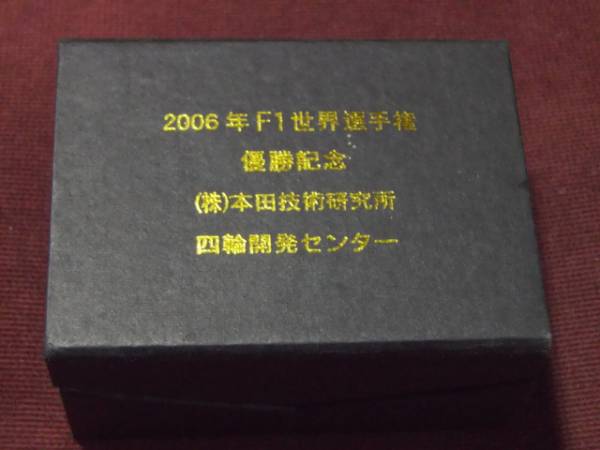 2006年F1世界選手権
優勝記念
(株)本田技術研究所
四輪開発センター